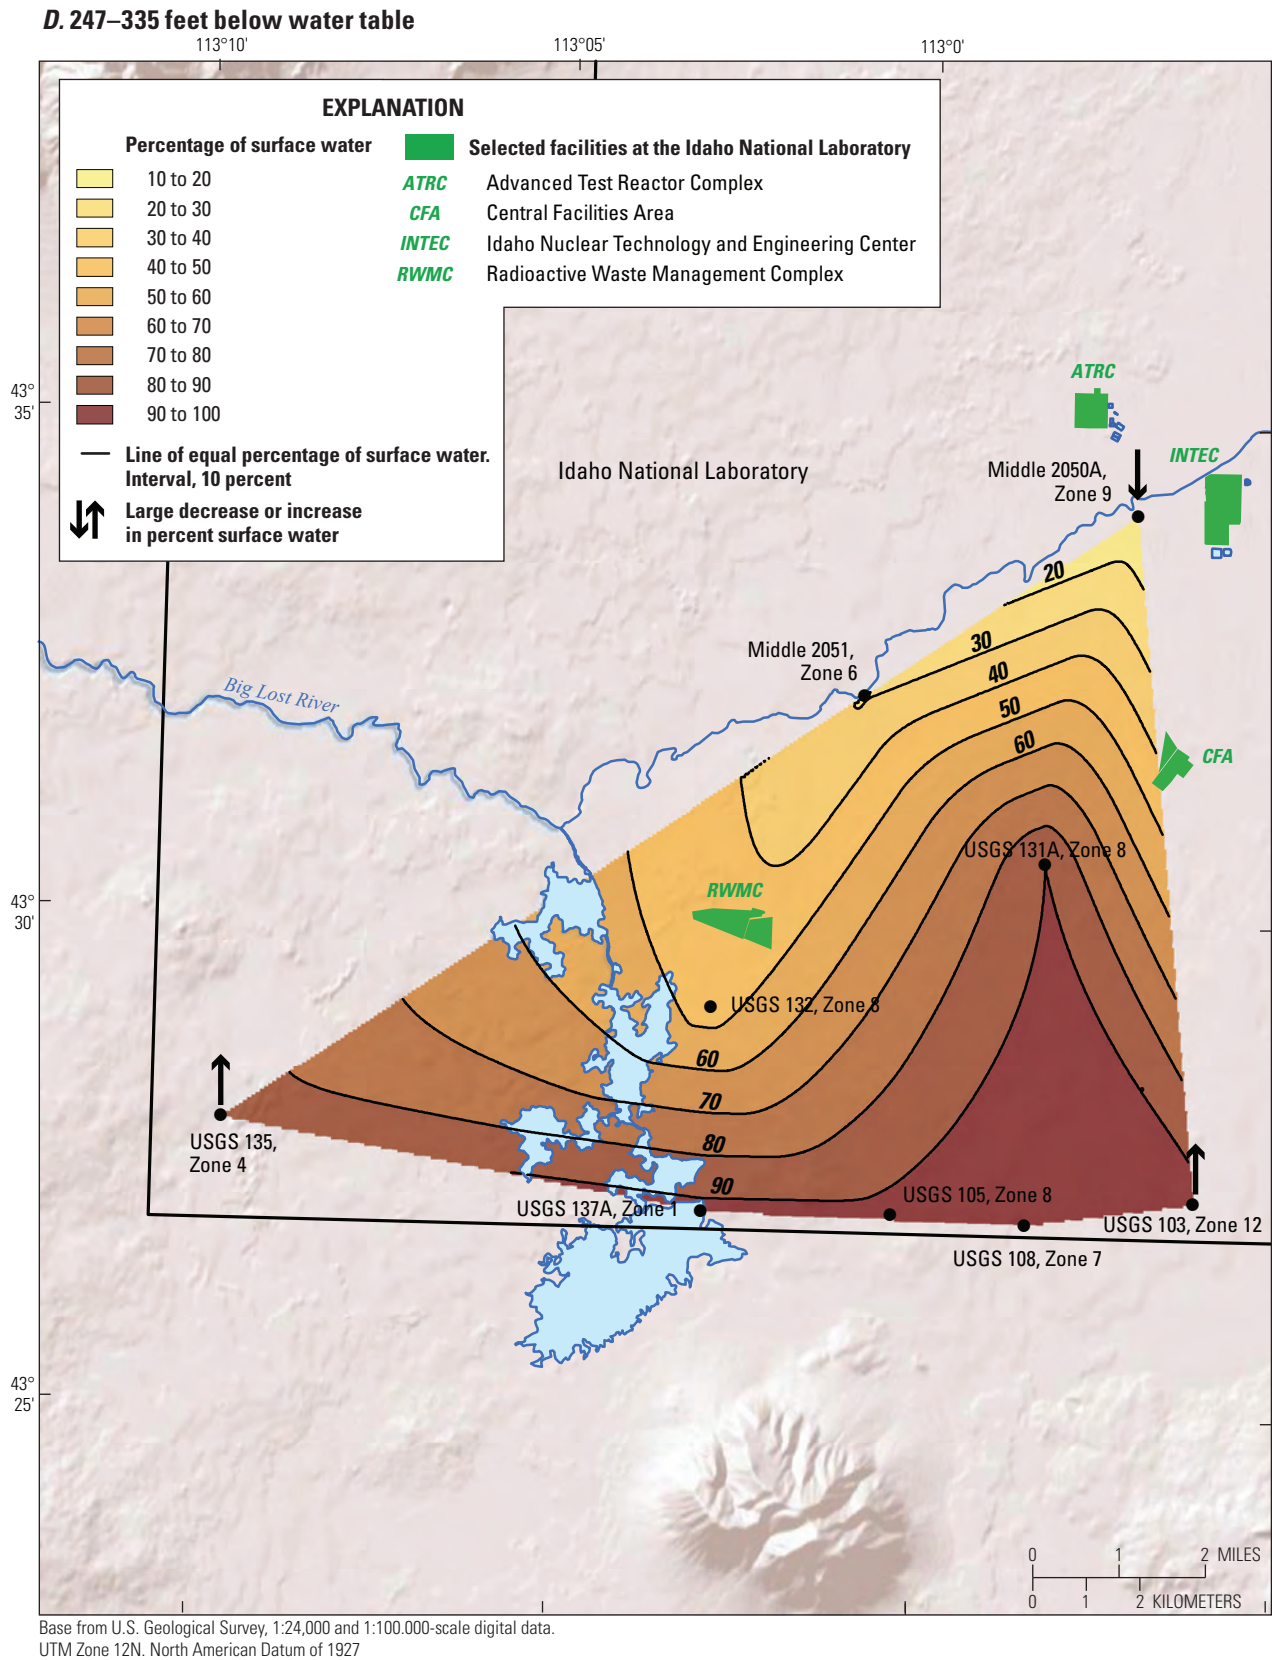 D. 247–335 feet below water table
113°10'
113°05'
113°0'
EXPLANATION
Percentage of surface water
10 to 20
20 to 30
30 to 40
40 to 50
50 to 60
60 to 70
70 to 80
80 to 90
90 to 100
Line of equal percentage of surface water.
Interval, 10 percent
Large decrease or increase
in percent surface water
Selected facilities at the Idaho National Laboratory
ATRC Advanced Test Reactor Complex
CFA Central Facilities Area
INTEC Idaho Nuclear Technology and Engineering Center
RWMC Radioactive Waste Management Complex
43°
35'
ATRC
INTEC
Idaho National Laboratory
Middle 2050A,
Zone 9
20
30
Middle 2051,
Zone 6
40
Big Lost River
50
60
CFA
USGS 131A, Zone 8
RWMC
43°
30'
USGS 132, Zone 8
60
70
80
USGS 135,
Zone 4
90
USGS 105, Zone 8
USGS 137A, Zone 1
USGS 103, Zone 12
USGS 108, Zone 7
43°
25'
0 1 2 MILES
0 1 2 KILOMETERS
Base from U.S. Geological Survey, 1:24,000 and 1:100.000-scale digital data.
UTM Zone 12N. North American Datum of 1927